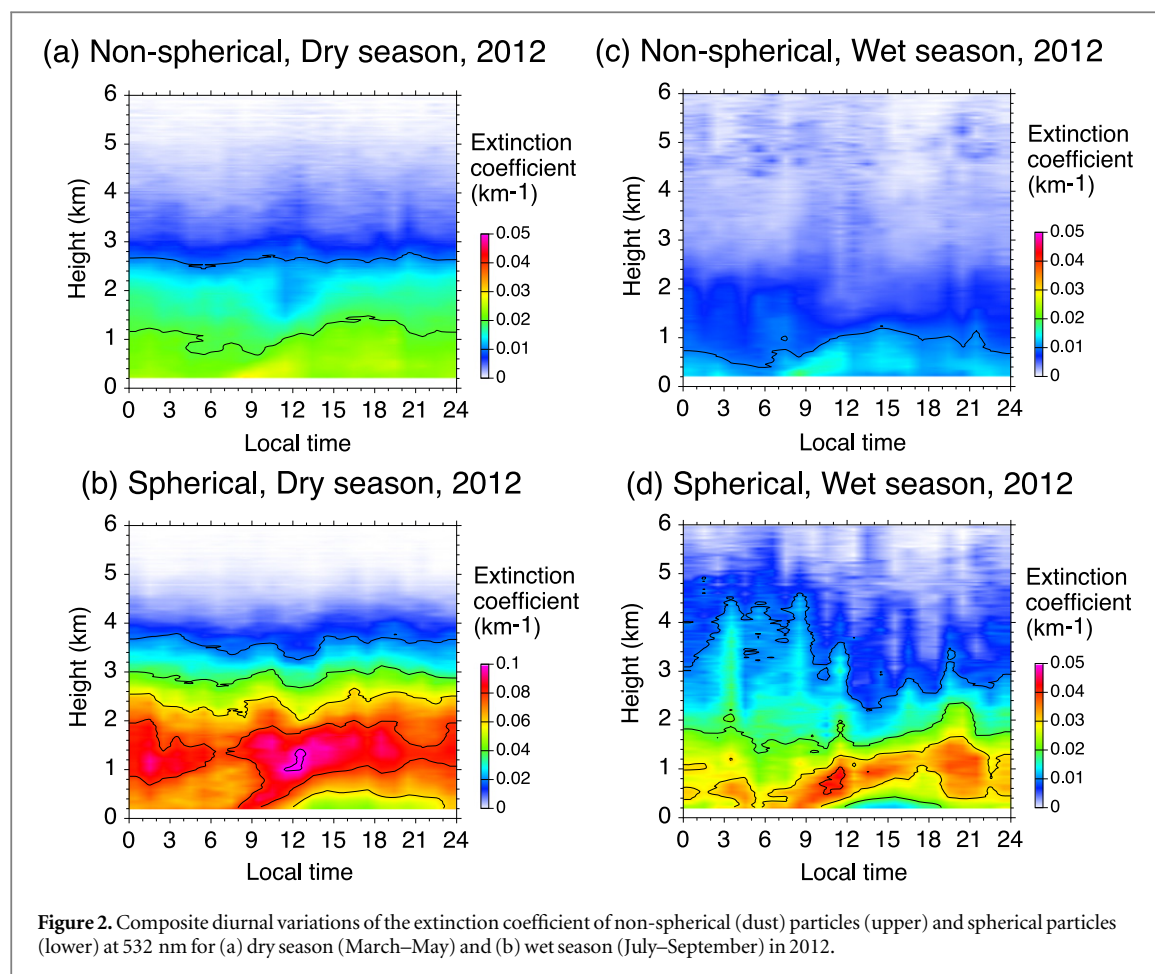 (a) Non-spherical, Dry season, 2012
6
5
4
3
2
1
0
Height (km)
0 3 6 9 12 15 18 21 24
Local time
Extinction
coefficient
(km-1)
0.05
0.04
0.03
0.02
0.01
0
(c) Non-spherical, Wet season, 2012
6
5
4
3
2
1
0
Height (km)
0 3 6 9 12 15 18 21 24
Local time
Extinction
coefficient
(km-1)
0.05
0.04
0.03
0.02
0.01
0
(b) Spherical, Dry season, 2012
6
5
4
3
2
1
0
Height (km)
0 3 6 9 12 15 18 21 24
Local time
Extinction
coefficient
(km-1)
0.1
0.08
0.06
0.04
0.02
0
(d) Spherical, Wet season, 2012
6
5
4
3
2
1
0
Height (km)
0 3 6 9 12 15 18 21 24
Local time
Extinction
coefficient
(km-1)
0.05
0.04
0.03
0.02
0.01
0
Figure 2. Composite diurnal variations of the extinction coefficient of non-spherical (dust) particles (upper) and spherical particles
(lower) at 532 nm for (a) dry season (March–May) and (b) wet season (July–September) in 2012.